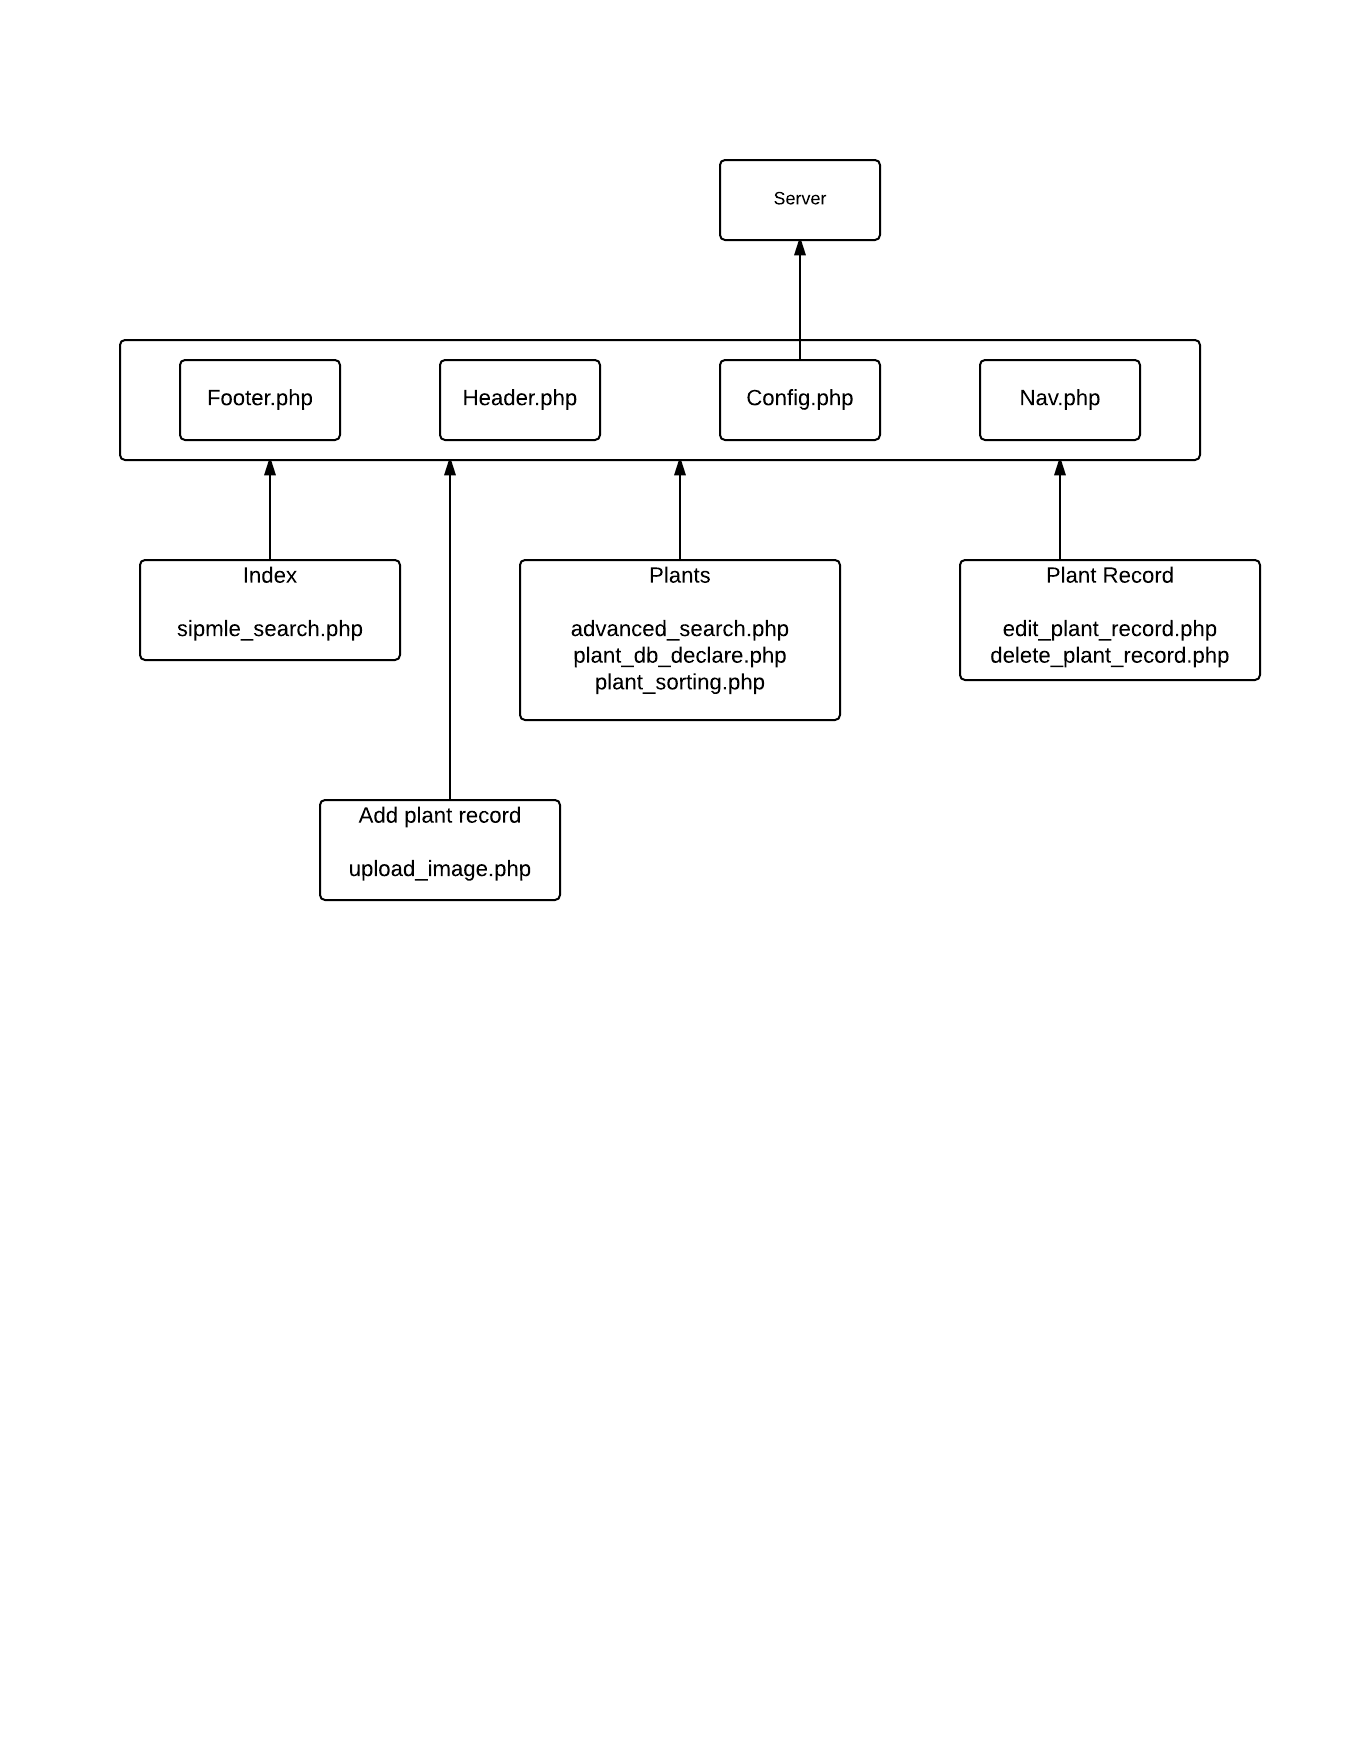 Server
Footer.php
Header.php
Config.php
Nav.php
Index
sipmle_search.php
Plants
advanced_search.php
plant_db_declare.php
plant_sorting.php
Plant Record
edit_plant_record.php
delete_plant_record.php
Add plant record
upload_image.php